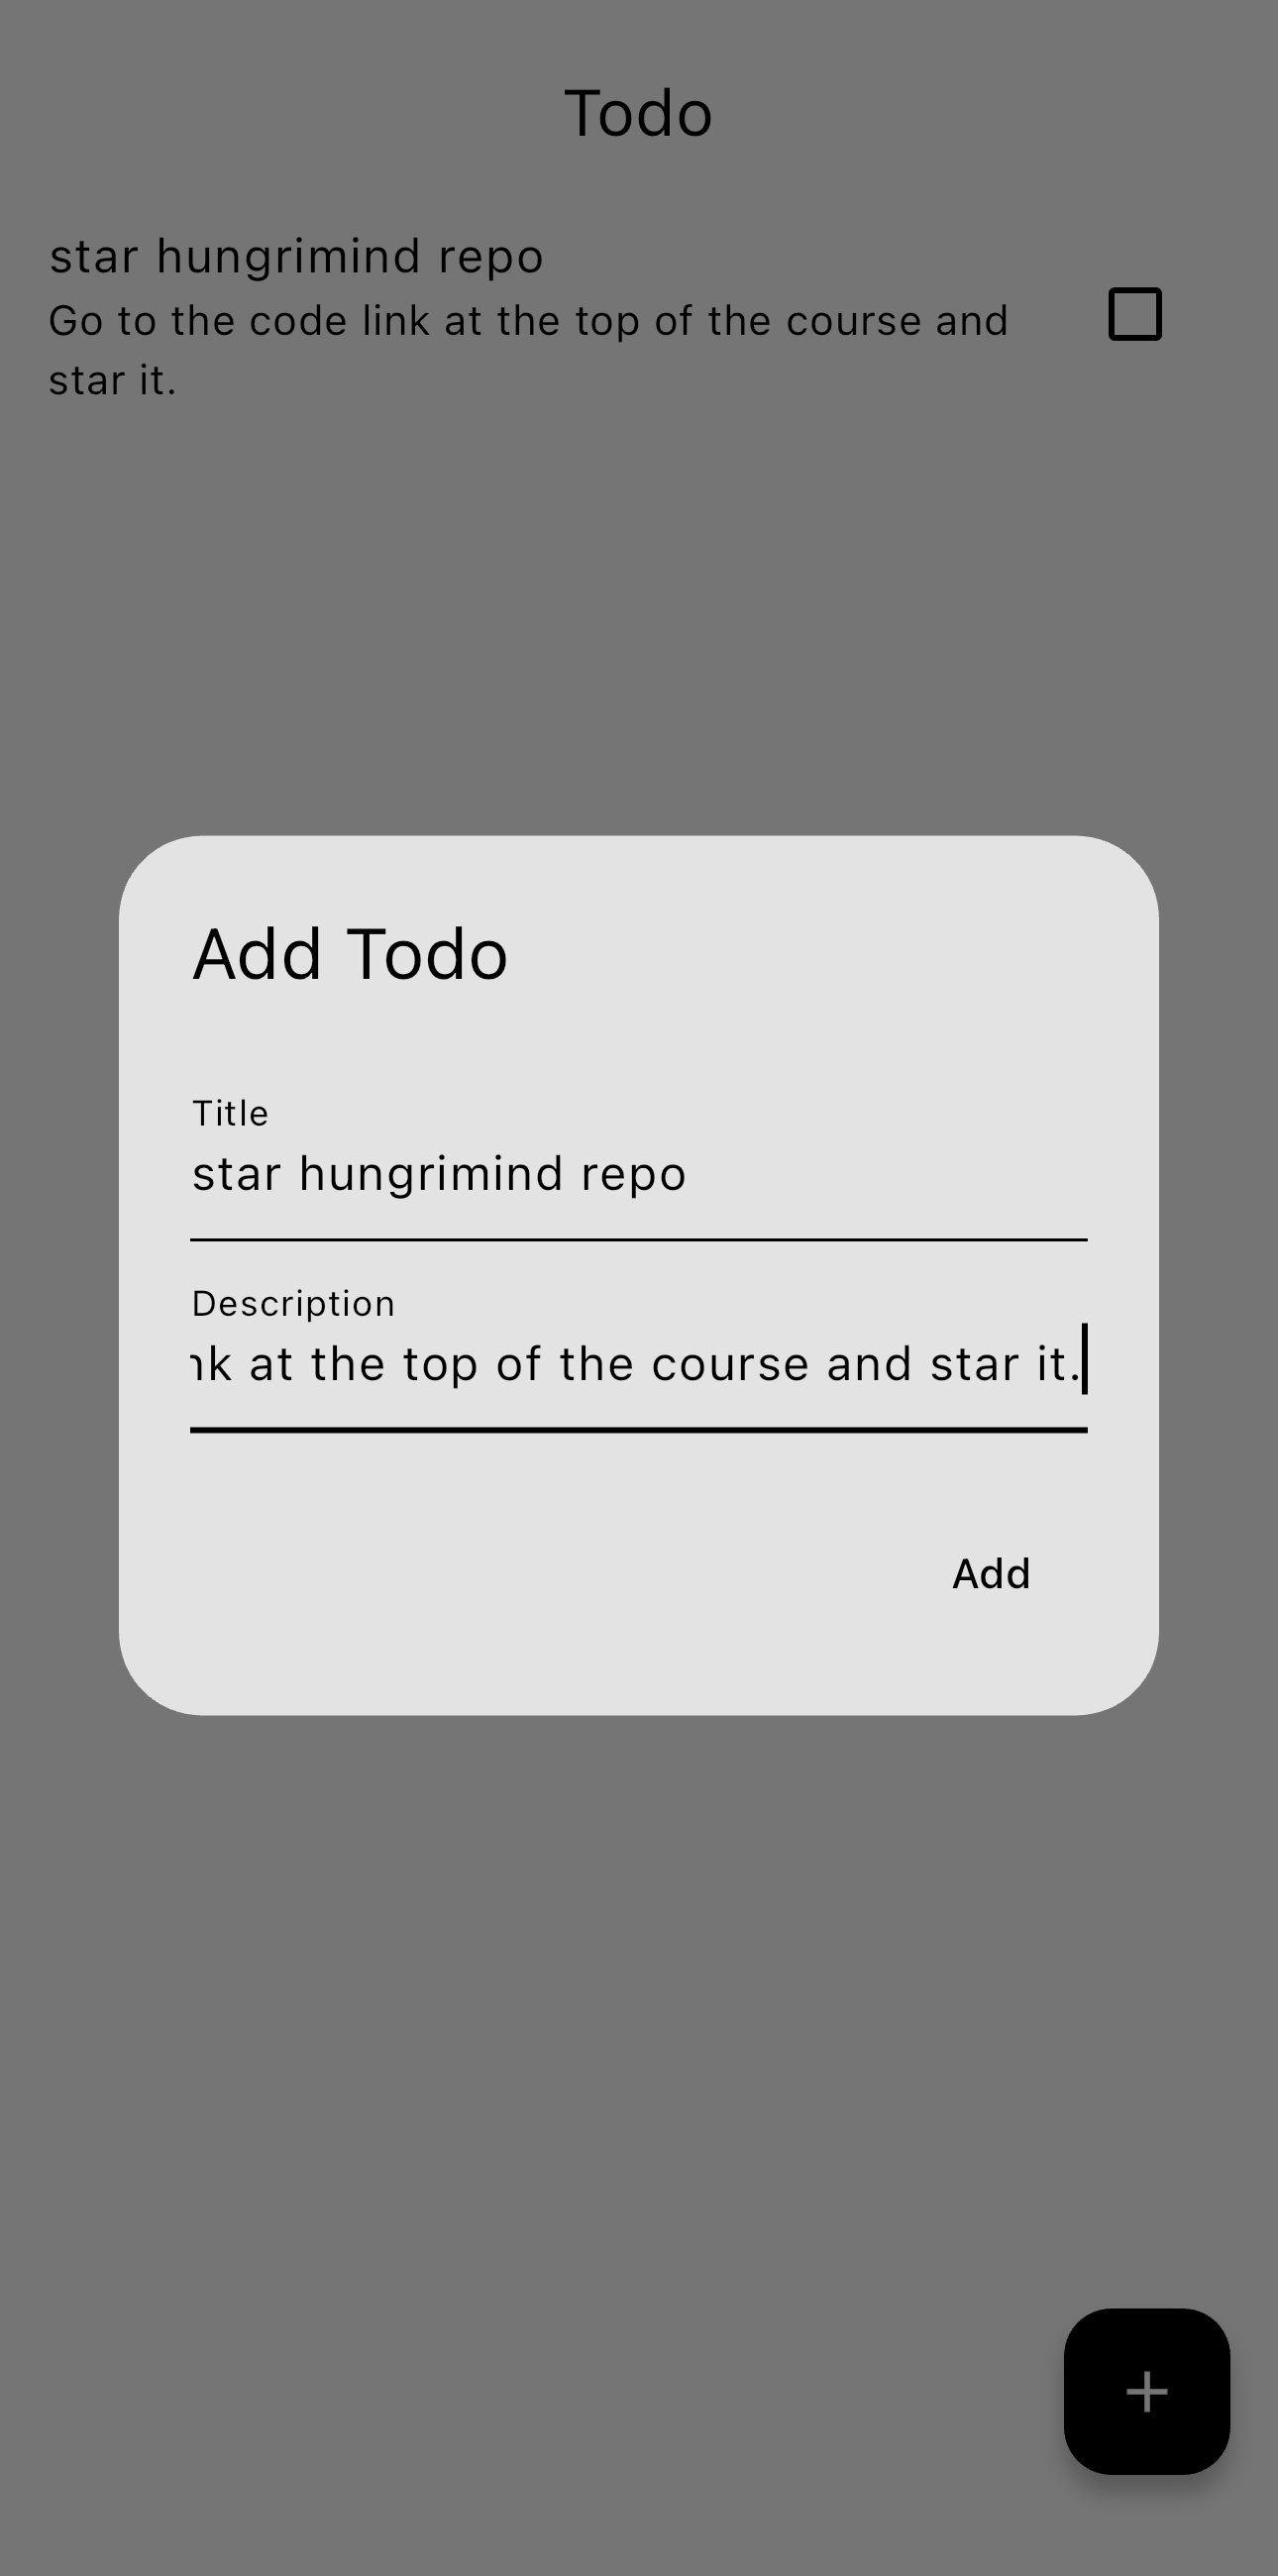 Todo
star hungrimind repo
Go to the code link at the top of the course and
star it.
Add Todo
Title
star hungrimind repo
Description
at the top of the course and star it.
Add
+